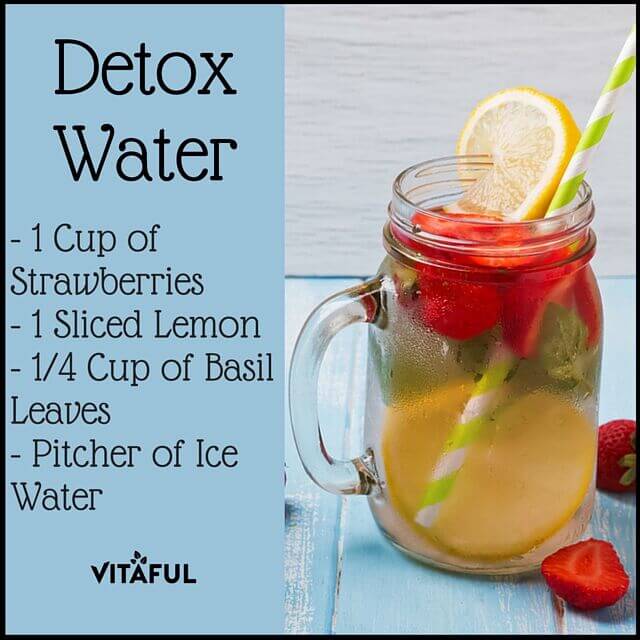 Detox
Water
- 1 Cup of
Strawberries
- 1 Sliced Lemon
- 1/4 Cup of Basil
Leaves
- Pitcher of Ice
Water
VITAFUL